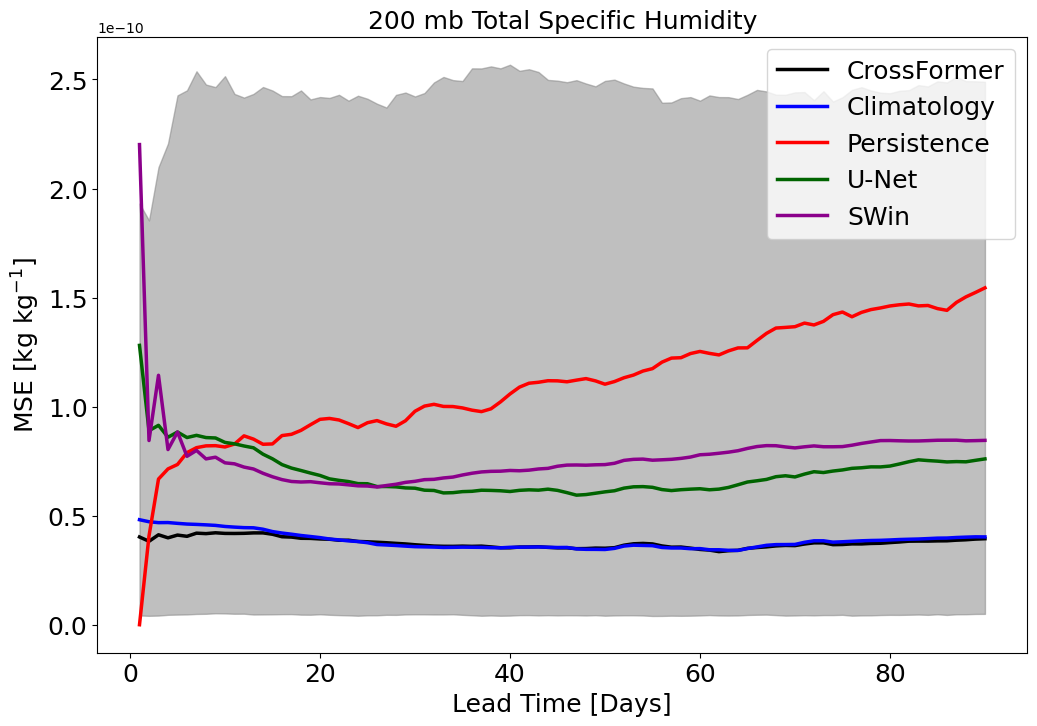 200 mb Total Specific Humidity
1e−10
2.5
2.0
1.5
1.0
0.5
0.0
MSE [kg kg⁻¹]
CrossFormer
Climatology
Persistence
U-Net
SWin
0 20 40 60 80
Lead Time [Days]